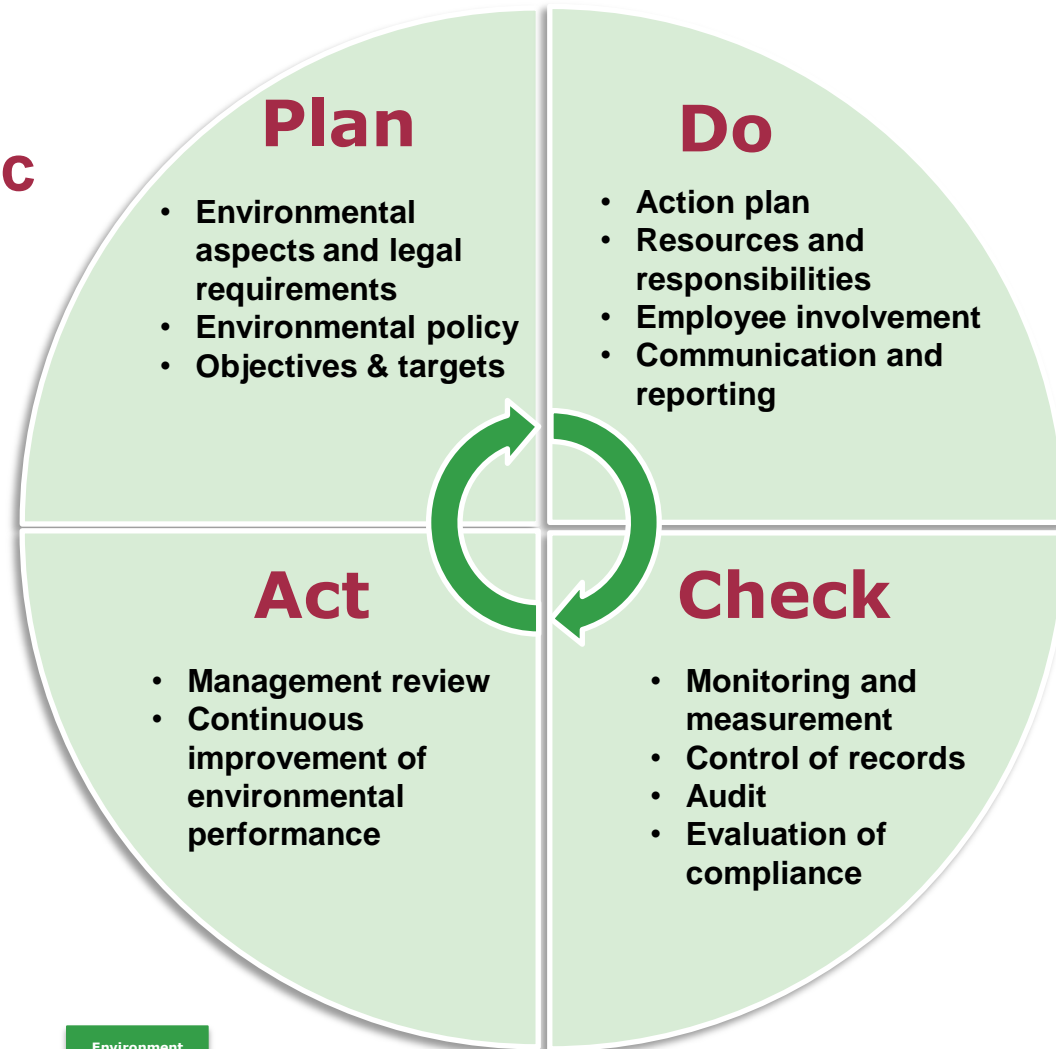 c
Plan
• Environmental
aspects and legal
requirements
• Environmental policy
• Objectives & targets
Do
• Action plan
• Resources and
responsibilities
• Employee involvement
• Communication and
reporting
Act
• Management review
• Continuous
improvement of
environmental
performance
Check
• Monitoring and
measurement
• Control of records
• Audit
• Evaluation of
compliance
Environment